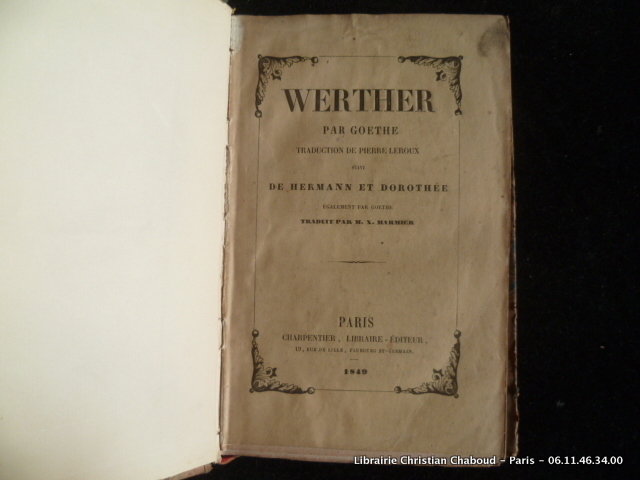 WERTHER
PAR GOETHE
TRADUCTION DE PIERRE LEROUX
SUIVI
DE HERMANN ET DOROTHÉE
ÉGALEMENT PAR GOETHE
TRADUIT PAR M. X. MARMIER
PARIS
CHARPENTIER, LIBRAIRE-ÉDITEUR,
19, RUE DE LILLE, FAUBOURG ST-GERMAIN.
1849
Librairie Christian Chaboud - Paris - 06.11.46.34.00